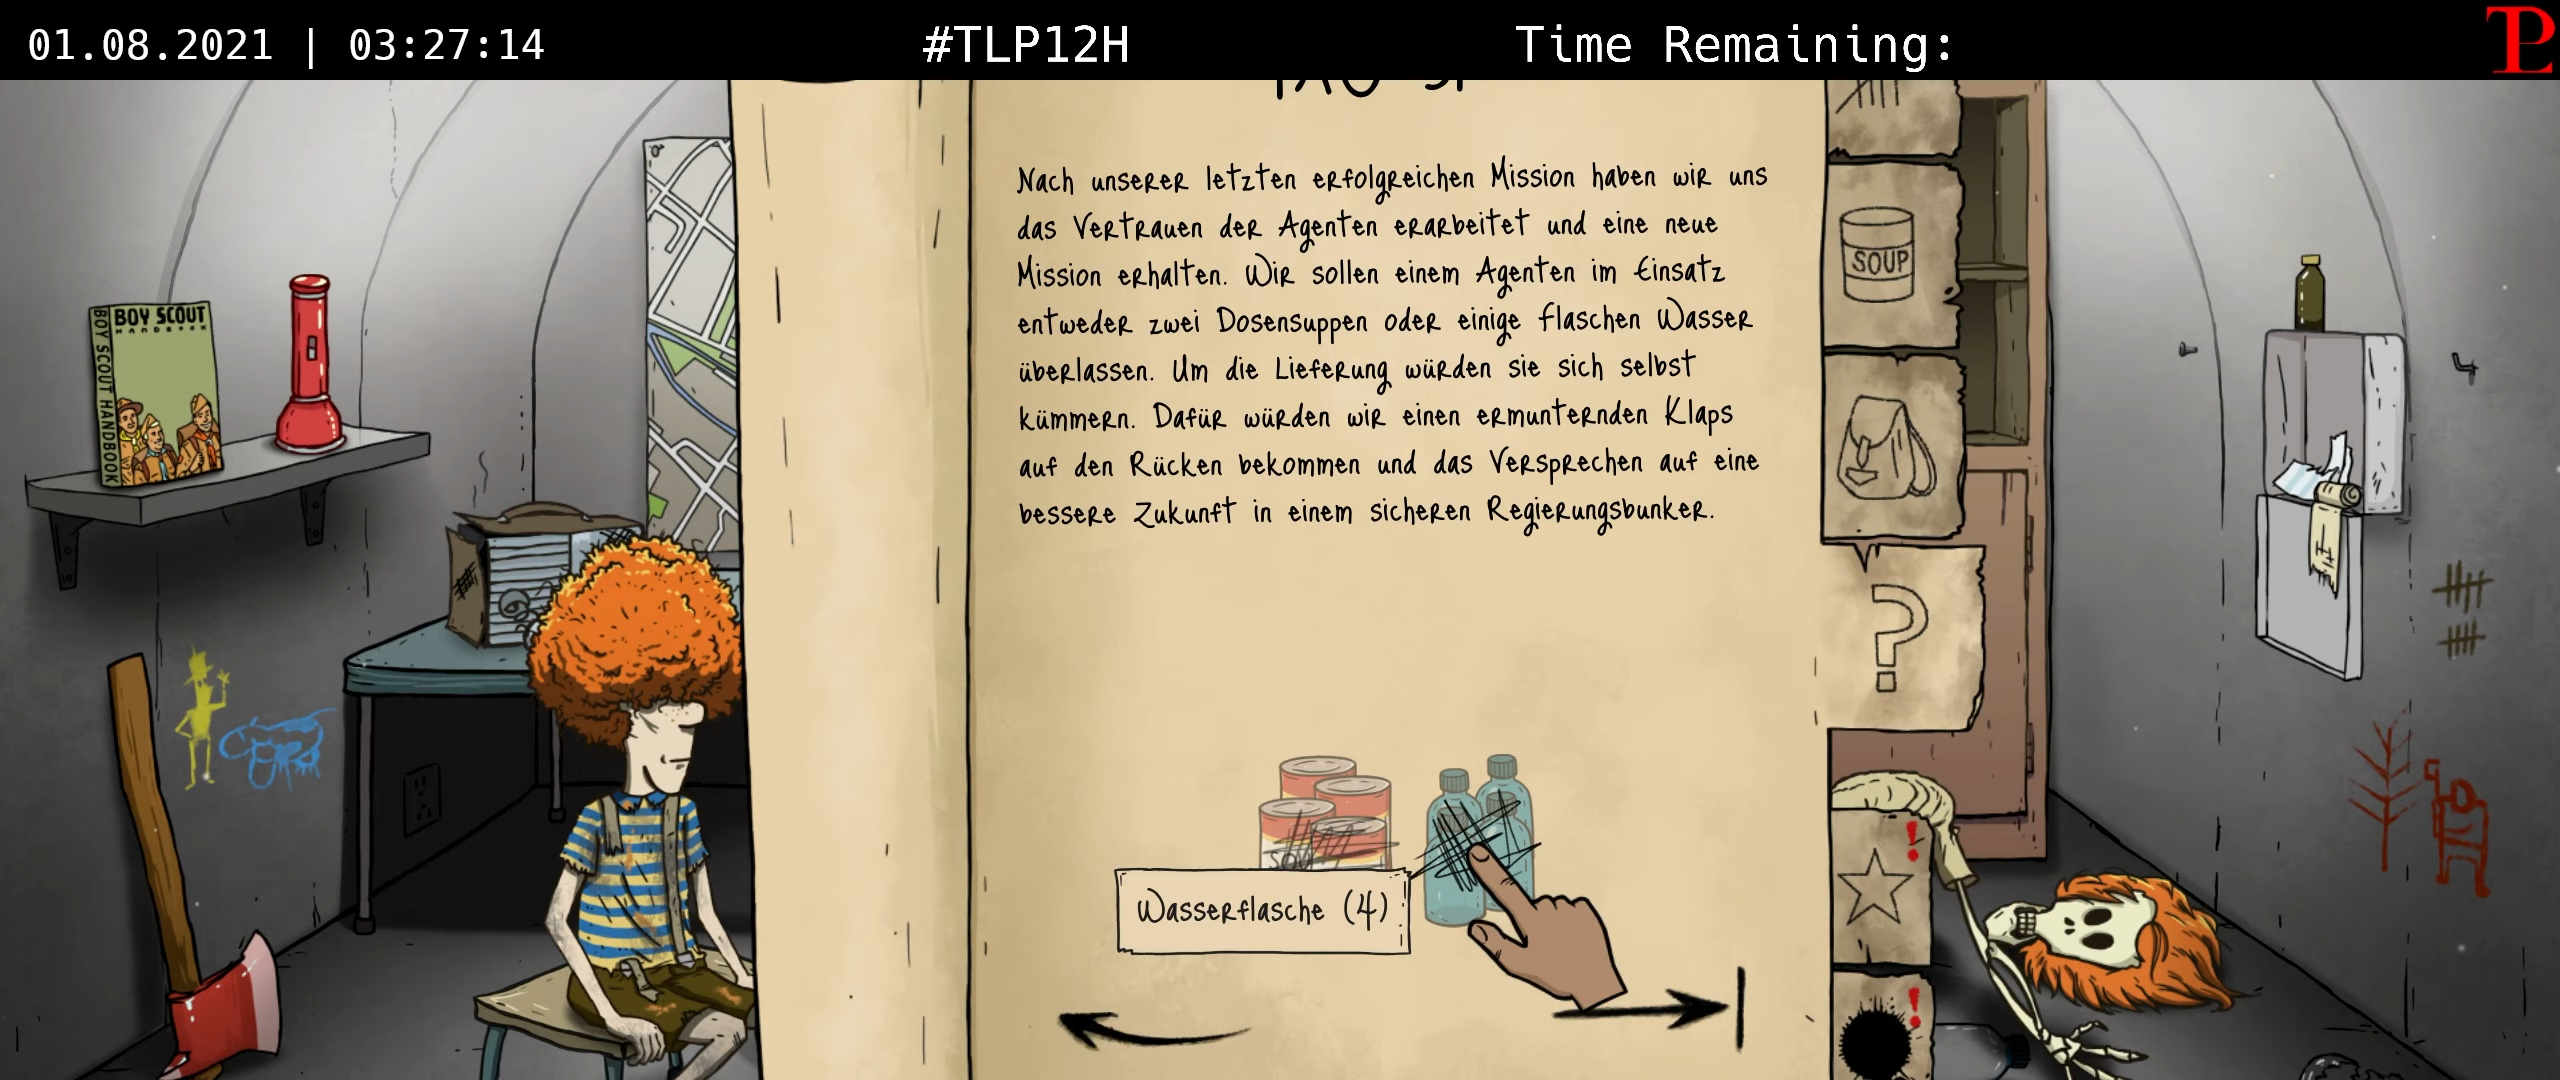 01.08.2021 | 03:27:14
#TLP12H
Time Remaining:
Nach unserer letzten erfolgreichen Mission haben wir uns
das Vertrauen der Agenten erarbeitet und eine neue
Mission erhalten. Wir sollen einem Agenten im Einsatz
entweder zwei Dosensuppen oder einige Flaschen Wasser
überlassen. Um die Lieferung würden sie sich selbst
kümmern. Dafür würden wir einen ermunternden Klaps
auf den Rücken bekommen und das Versprechen auf eine
bessere Zukunft in einem sicheren Regierungsbunker.
Wasserflasche (4)
SOUP
?
!
!
BOY SCOUT
HANDBOOK
BOY SCOUT HANDBOOK